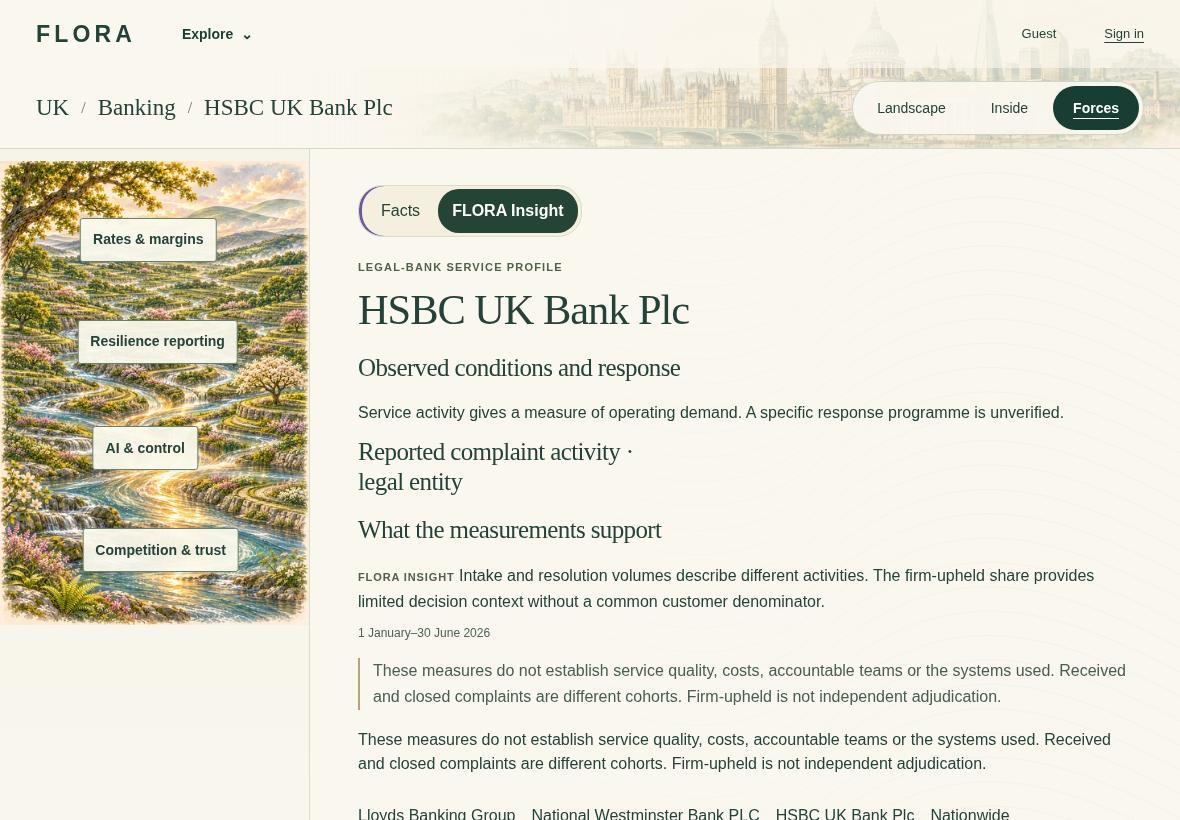 FLORA
Explore
Guest
Sign in
UK / Banking / HSBC UK Bank Plc
Landscape
Inside
Forces
Rates & margins
Resilience reporting
AI & control
Competition & trust
Facts
FLORA Insight
LEGAL-BANK SERVICE PROFILE
HSBC UK Bank Plc
Observed conditions and response
Service activity gives a measure of operating demand. A specific response programme is unverified.
Reported complaint activity ·
legal entity
What the measurements support
FLORA INSIGHT Intake and resolution volumes describe different activities. The firm-upheld share provides
limited decision context without a common customer denominator.
1 January–30 June 2026
These measures do not establish service quality, costs, accountable teams or the systems used. Received
and closed complaints are different cohorts. Firm-upheld is not independent adjudication.
These measures do not establish service quality, costs, accountable teams or the systems used. Received
and closed complaints are different cohorts. Firm-upheld is not independent adjudication.
Lloyds Banking Group National Westminster Bank PLC HSBC UK Bank Plc Nationwide